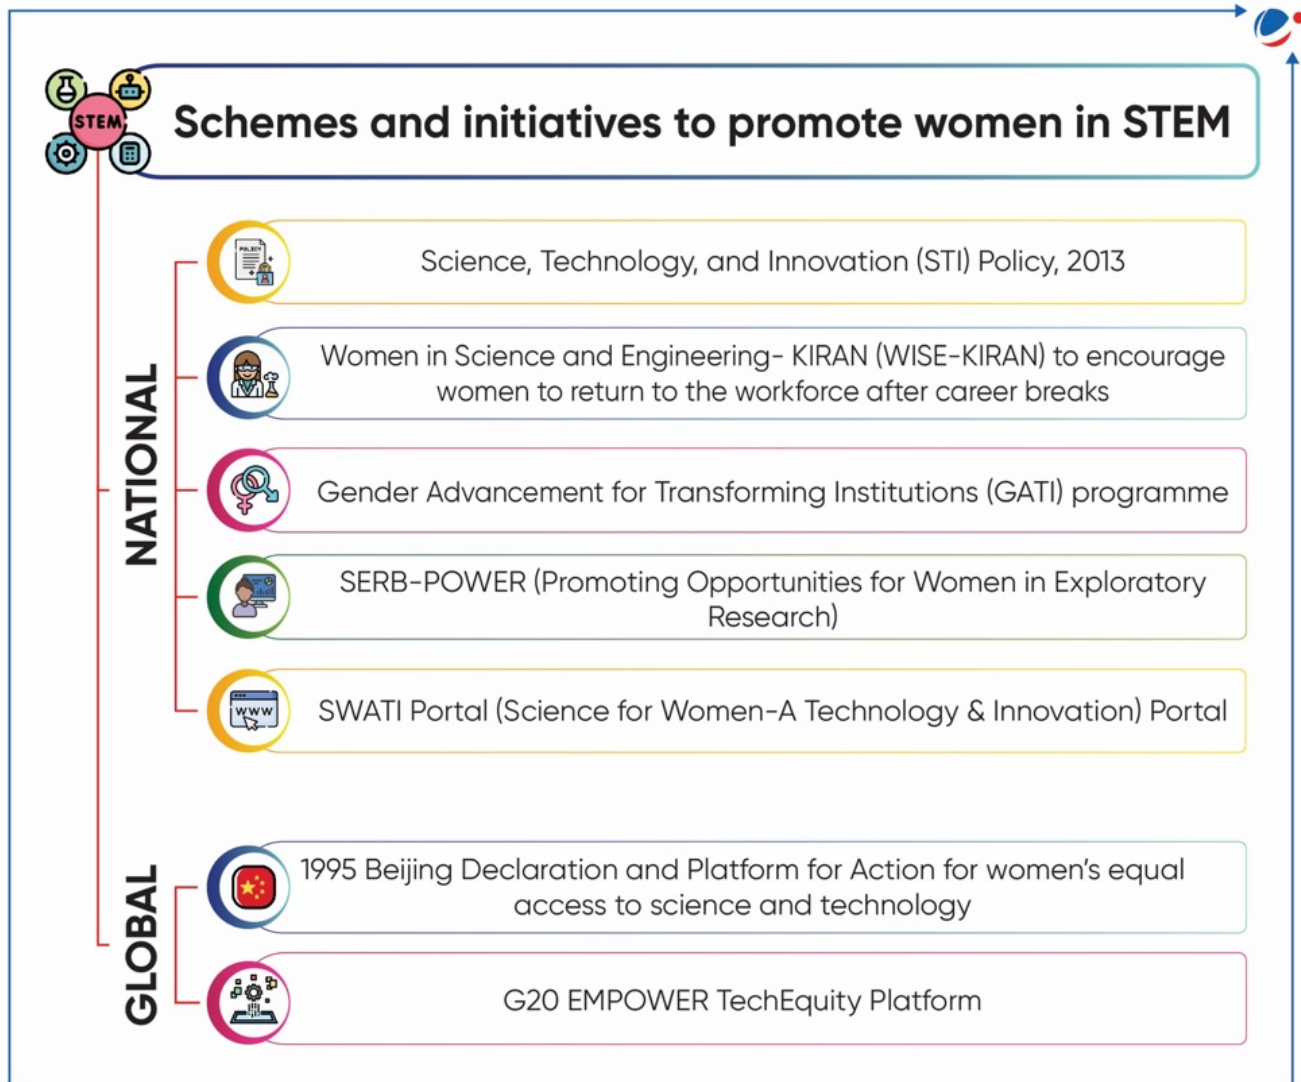 STEM
Schemes and initiatives to promote women in STEM
NATIONAL
POLICY
Science, Technology, and Innovation (STI) Policy, 2013
Women in Science and Engineering- KIRAN (WISE-KIRAN) to encourage
women to return to the workforce after career breaks
Gender Advancement for Transforming Institutions (GATI) programme
SERB-POWER (Promoting Opportunities for Women in Exploratory
Research)
WWW
SWATI Portal (Science for Women-A Technology & Innovation) Portal
GLOBAL
1995 Beijing Declaration and Platform for Action for women's equal
access to science and technology
G20 EMPOWER TechEquity Platform